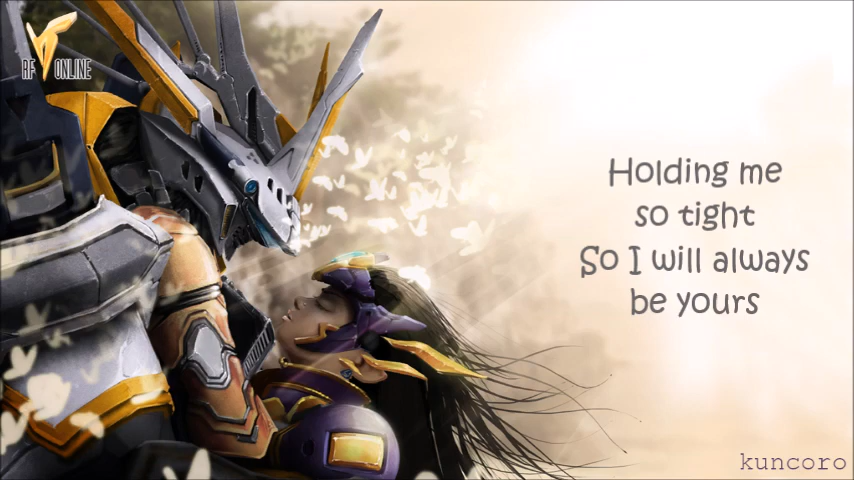 RF ONLINE
Holding me
so tight
So I will always
be yours
kuncoro